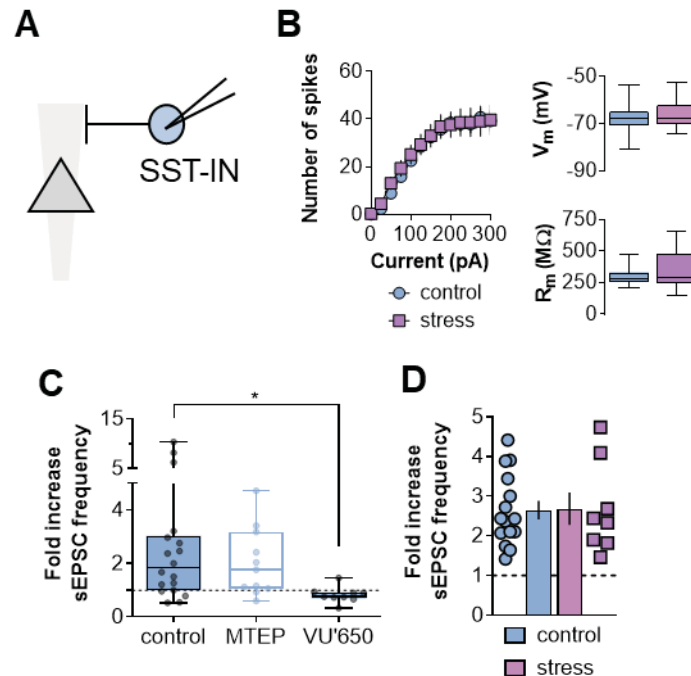 A
SST-IN
B
Number of spikes
60
40
20
0
0
100
200
300
Current (pA)
control
stress
Vm (mV)
-50
-70
-90
Rm (MΩ)
750
500
250
0
C
Fold increase
sEPSC frequency
15
5
4
2
0
*
control
MTEP
VU'650
D
Fold increase
sEPSC frequency
5
4
3
2
1
0
control
stress